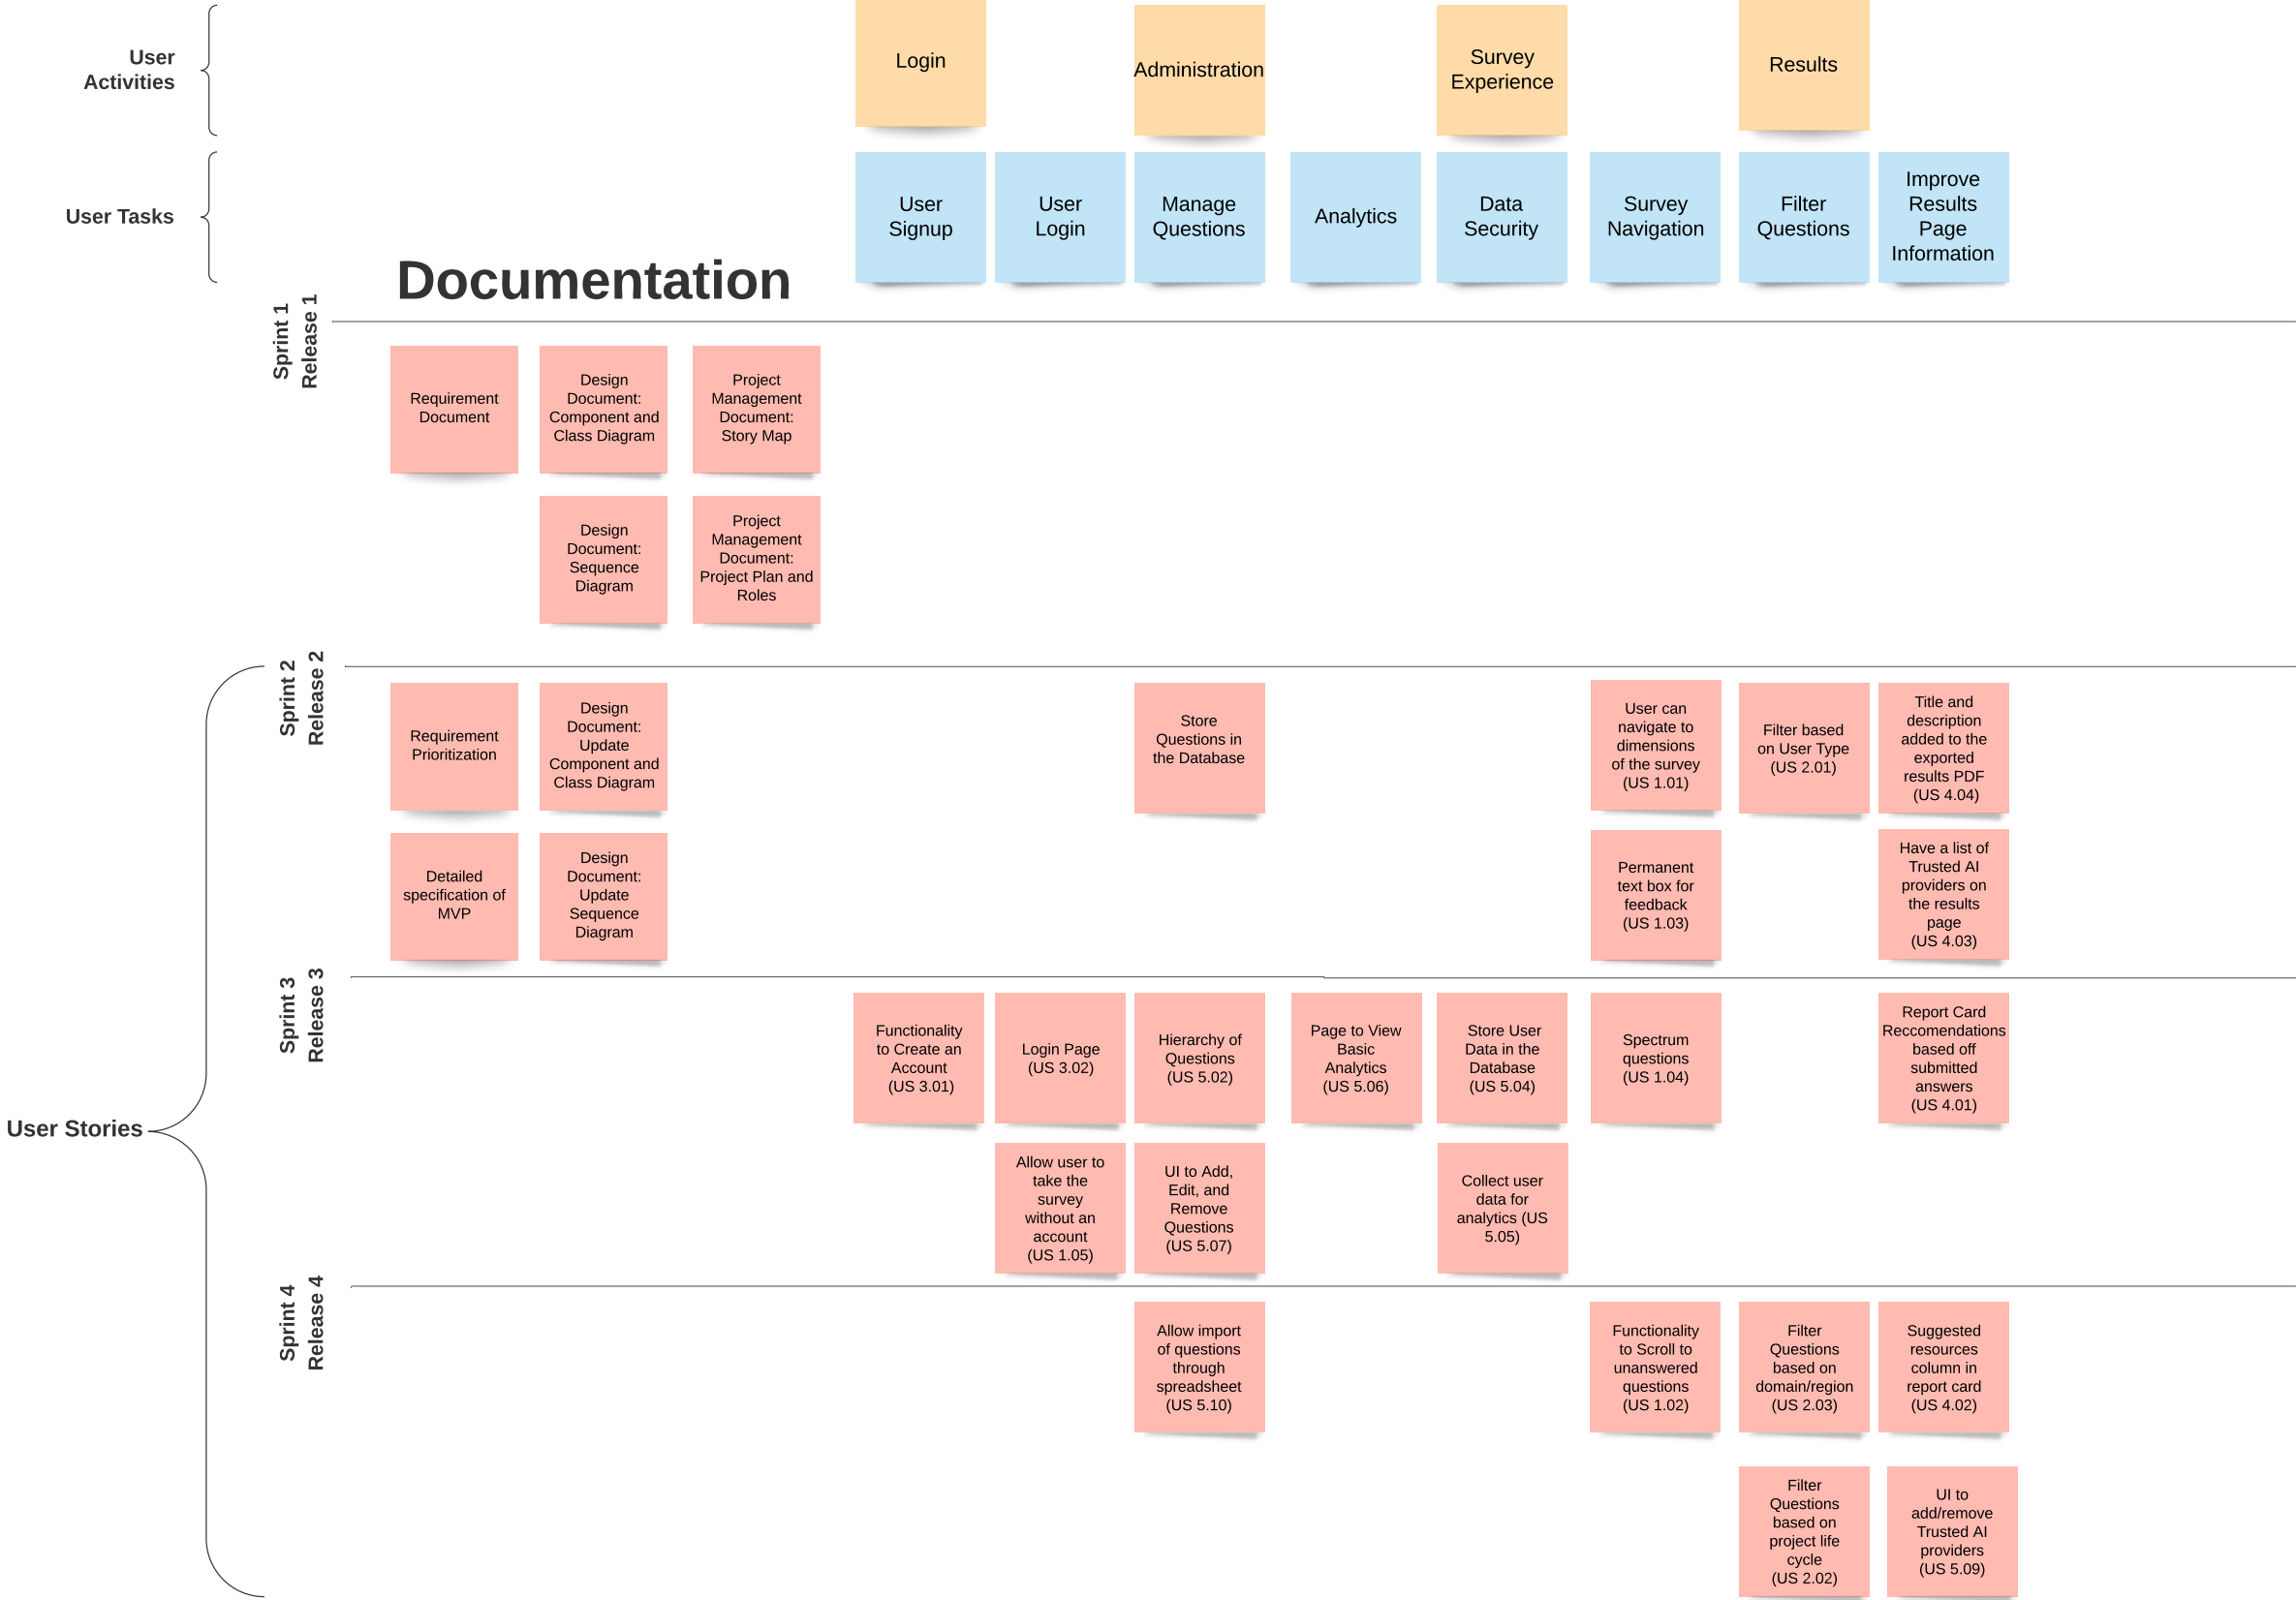 User
Activities
Login
Administration
Survey
Experience
Results
User Tasks
User
Signup
User
Login
Manage
Questions
Analytics
Data
Security
Survey
Navigation
Filter
Questions
Improve
Results
Page
Information
Documentation
Sprint 1
Release 1
Requirement
Document
Design
Document:
Component and
Class Diagram
Project
Management
Document:
Story Map
Design
Document:
Sequence
Diagram
Project
Management
Document:
Project Plan and
Roles
User Stories
Sprint 2
Release 2
Requirement
Prioritization
Design
Document:
Update
Component and
Class Diagram
Store
Questions in
the Database
User can
navigate to
dimensions
of the survey
(US 1.01)
Filter based
on User Type
(US 2.01)
Title and
description
added to the
exported
results PDF
(US 4.04)
Detailed
specification of
MVP
Design
Document:
Update
Sequence
Diagram
Permanent
text box for
feedback
(US 1.03)
Have a list of
Trusted AI
providers on
the results
page
(US 4.03)
Sprint 3
Release 3
Functionality
to Create an
Account
(US 3.01)
Login Page
(US 3.02)
Hierarchy of
Questions
(US 5.02)
Page to View
Basic
Analytics
(US 5.06)
Store User
Data in the
Database
(US 5.04)
Spectrum
questions
(US 1.04)
Report Card
Reccomendations
based off
submitted
answers
(US 4.01)
Allow user to
take the
survey
without an
account
(US 1.05)
UI to Add,
Edit, and
Remove
Questions
(US 5.07)
Collect user
data for
analytics (US
5.05)
Sprint 4
Release 4
Allow import
of questions
through
spreadsheet
(US 5.10)
Functionality
to Scroll to
unanswered
questions
(US 1.02)
Filter
Questions
based on
domain/region
(US 2.03)
Suggested
resources
column in
report card
(US 4.02)
Filter
Questions
based on
project life
cycle
(US 2.02)
UI to
add/remove
Trusted AI
providers
(US 5.09)